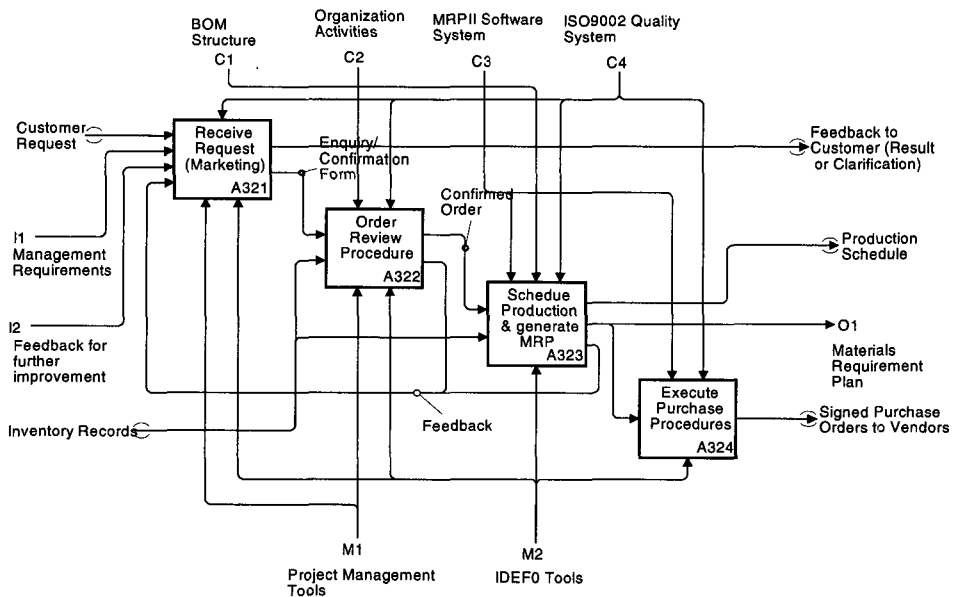 BOM
Structure
C1
Organization
Activities
C2
MRPII Software
System
C3
ISO9002 Quality
System
C4
Customer
Request
Receive
Request
(Marketing)
A321
Enquiry/
Confirmation
Form
Feedback to
Customer (Result
or Clarification)
I1
Management
Requirements
Order
Review
Procedure
A322
Confirmed
Order
Production
Schedule
I2
Feedback for
further
improvement
Schedue
Production
& generate
MRP
A323
O1
Materials
Requirement
Plan
Inventory Records
Feedback
Execute
Purchase
Procedures
A324
Signed Purchase
Orders to Vendors
M1
Project Management
Tools
M2
IDEF0 Tools